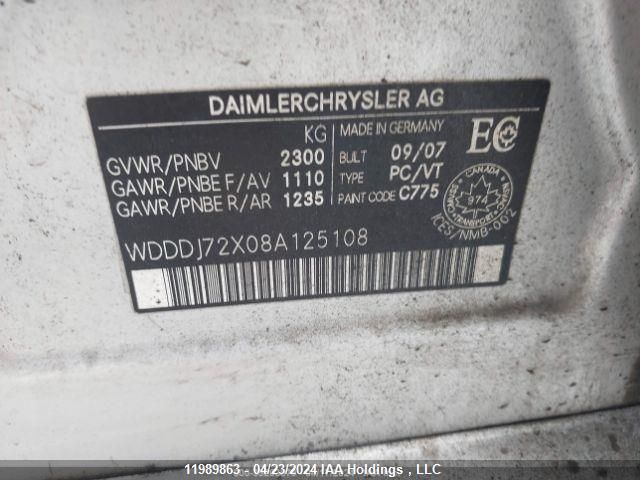 DAIMLERCHRYSLER AG
KG
GVWR/PNBV 2300
GAWR/PNBE F/AV 1110
GAWR/PNBE R/AR 1235
MADE IN GERMANY
BUILT 09/07
TYPE PC/VT
PAINT CODE C775
EC
CANADA
974
TRANSPORT
ICES/NMB-002
WDDDJ72X08A125108
11989863 - 04/23/2024 IAA Holdings , LLC